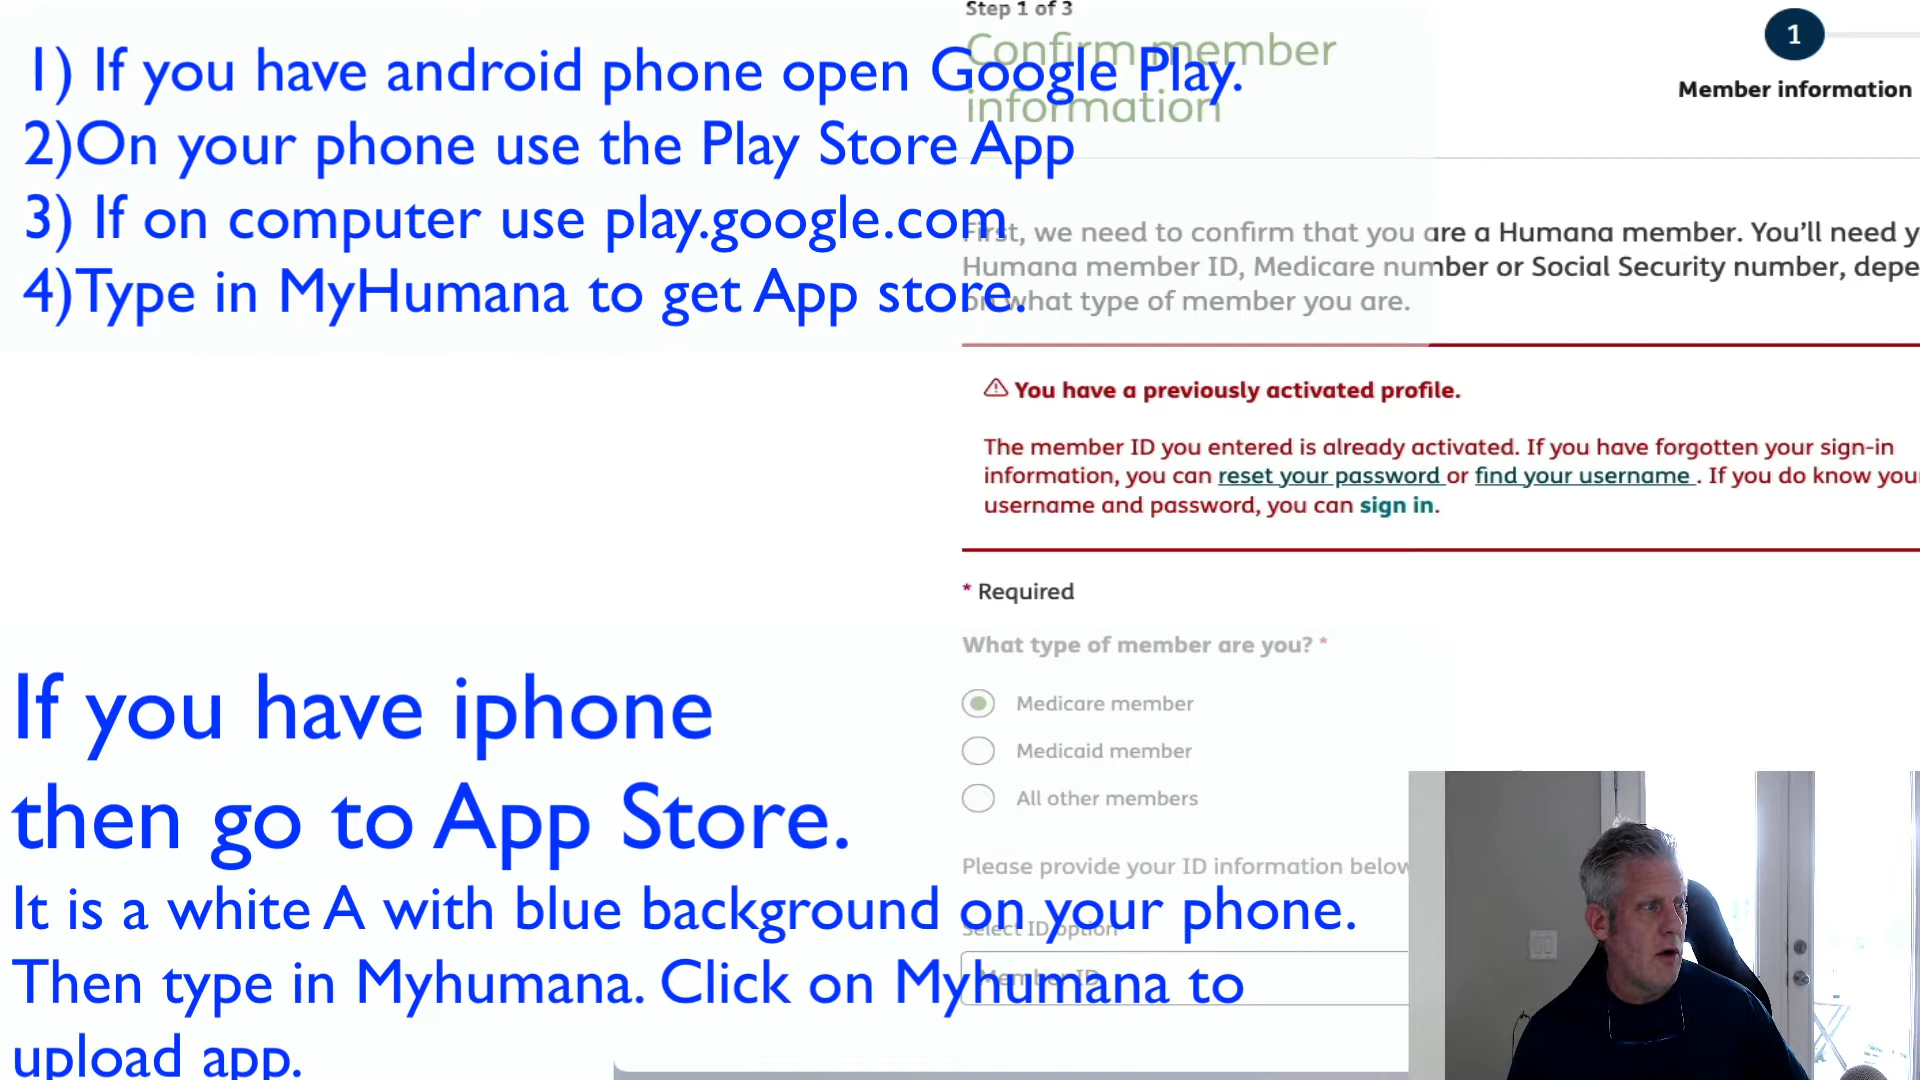 Step 1 of 3
Confirm member
information
1
Member information
1) If you have android phone open Google Play.
2)On your phone use the Play Store App
3) If on computer use play.google.com
4)Type in MyHumana to get App store.
First, we need to confirm that you are a Humana member. You’ll need y
Humana member ID, Medicare number or Social Security number, depe
on what type of member you are.
You have a previously activated profile.
The member ID you entered is already activated. If you have forgotten your sign-in
information, you can reset your password or find your username . If you do know your
username and password, you can sign in.
* Required
What type of member are you? *
Medicare member
Medicaid member
All other members
Please provide your ID information below
Select ID option
Member ID
If you have iphone
then go to App Store.
It is a white A with blue background on your phone.
Then type in Myhumana. Click on Myhumana to
upload app.